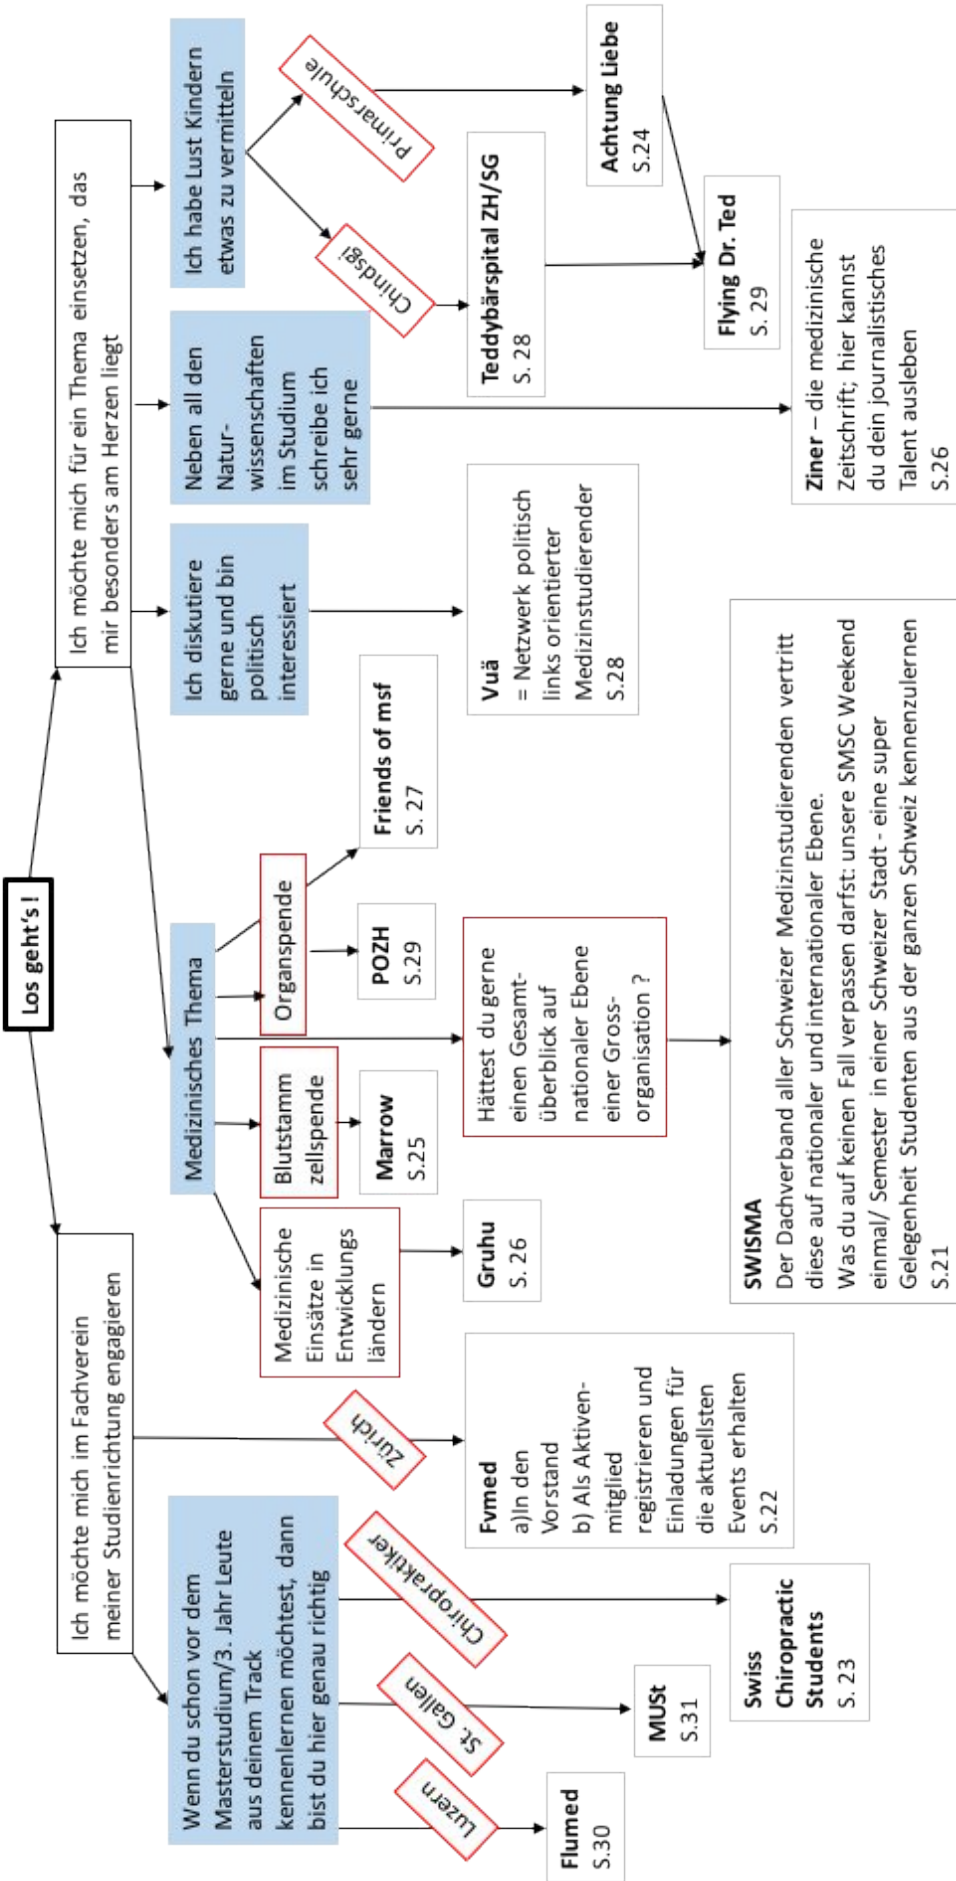 Los geht's !
Ich möchte mich im Fachverein
meiner Studienrichtung engagieren
Wenn du schon vor dem
Masterstudium/3. Jahr Leute
aus deinem Track
kennenlernen möchtest, dann
bist du hier genau richtig
Luzern
Flumed
S.30
St. Gallen
MUSt
S.31
Chiropraktiker
Swiss
Chiropractic
Students
S. 23
Zürich
Fvmed
a)In den
Vorstand
b) Als Aktiven-
mitglied
registrieren und
Einladungen für
die aktuellsten
Events erhalten
S.22
Ich möchte mich für ein Thema einsetzen, das
mir besonders am Herzen liegt
Medizinisches Thema
Medizinische
Einsätze in
Entwicklungs
ländern
Gruhu
S. 26
Blutstamm
zellspende
Marrow
S.25
Organspende
POZH
S.29
Friends of msf
S. 27
Hättest du gerne
einen Gesamt-
überblick auf
nationaler Ebene
einer Gross-
organisation ?
SWISMA
Der Dachverband aller Schweizer Medizinstudierenden vertritt
diese auf nationaler und internationaler Ebene.
Was du auf keinen Fall verpassen darfst: unsere SMSC Weekend
einmal/ Semester in einer Schweizer Stadt - eine super
Gelegenheit Studenten aus der ganzen Schweiz kennenzulernen
S.21
Ich diskutiere
gerne und bin
politisch
interessiert
Vuä
= Netzwerk politisch
links orientierter
Medizinstudierender
S.28
Neben all den
Natur-
wissenschaften
im Studium
schreibe ich
sehr gerne
Ziner – die medizinische
Zeitschrift; hier kannst
du dein journalistisches
Talent ausleben
S.26
Ich habe Lust Kindern
etwas zu vermitteln
Chindsgi
Teddybärspital ZH/SG
S. 28
Primarschule
Achtung Liebe
S.24
Flying Dr. Ted
S. 29